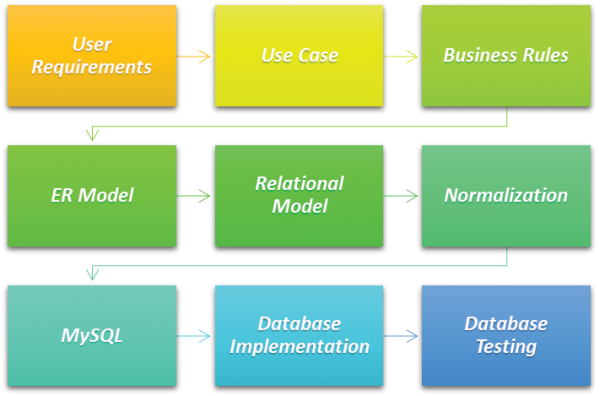 User
Requirements
Use Case
Business Rules
ER Model
Relational
Model
Normalization
MySQL
Database
Implementation
Database
Testing